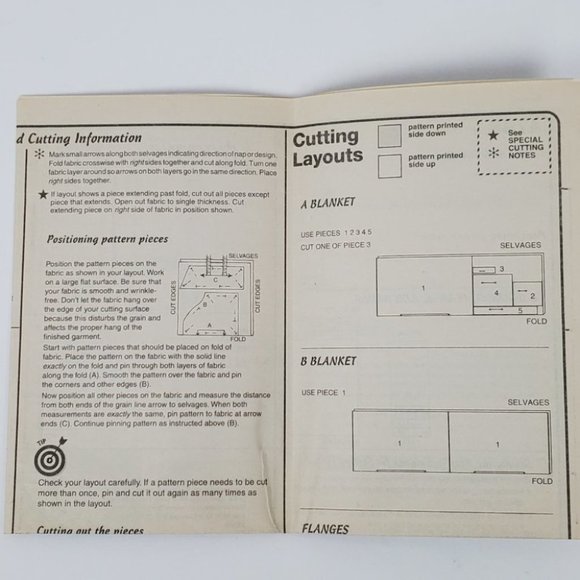 d Cutting Information
✻ Mark small arrows along both selvages indicating direction of nap or design.
Fold fabric crosswise with right sides together and cut along fold. Turn one
fabric layer around so arrows on both layers go in the same direction. Place
right sides together.
★ If layout shows a piece extending past fold, cut out all pieces except
piece that extends. Open out fabric to single thickness. Cut
extending piece on right side of fabric in position shown.
Positioning pattern pieces
Position the pattern pieces on the
fabric as shown in your layout. Work
on a large flat surface. Be sure that
your fabric is smooth and wrinkle-
free. Don't let the fabric hang over
the edge of your cutting surface
because this disturbs the grain and
affects the proper hang of the
finished garment.
SELVAGES
CUT EDGES
C
B
A
CUT EDGES
FOLD
Start with pattern pieces that should be placed on fold of
fabric. Place the pattern on the fabric with the solid line
exactly on the fold and pin through both layers of fabric
along the fold (A). Smooth the pattern over the fabric and pin
the corners and other edges (B).
Now position all other pieces on the fabric and measure the distance
from both ends of the grain line arrow to selvages. When both
measurements are exactly the same, pin pattern to fabric at arrow
ends (C). Continue pinning pattern as instructed above (B).
TIP
Check your layout carefully. If a pattern piece needs to be cut
more than once, pin and cut it out again as many times as
shown in the layout.
Cutting out the pieces
Cutting
Layouts
pattern printed
side down
pattern printed
side up
★ See
SPECIAL
✻ CUTTING
NOTES
A BLANKET
USE PIECES 1 2 3 4 5
CUT ONE OF PIECE 3
SELVAGES
1
3
4
2
5
FOLD
B BLANKET
USE PIECE 1
SELVAGES
1
1
FOLD
FLANGES